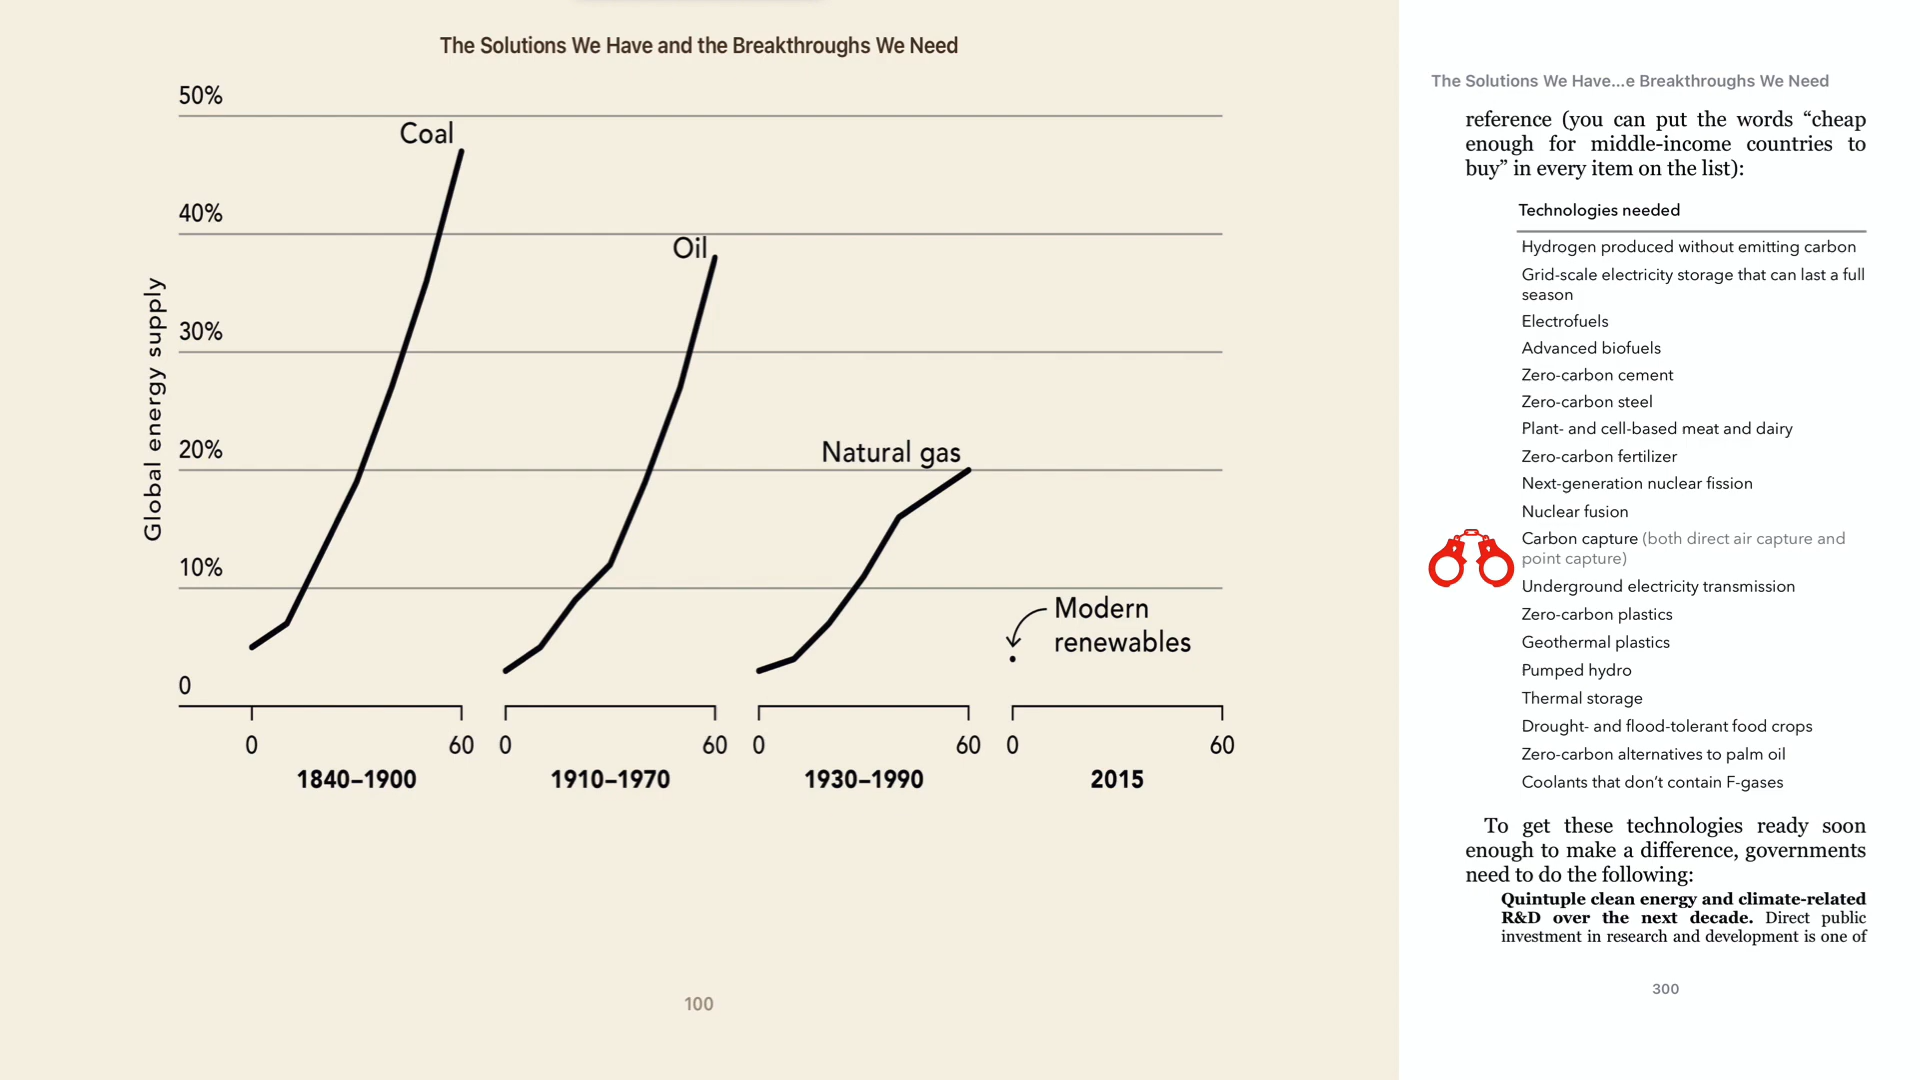 The Solutions We Have and the Breakthroughs We Need
50%
Coal
40%
Oil
30%
Global energy supply
20%
Natural gas
10%
Modern
renewables
0
0 60 0 60 0 60 0 60
1840–1900 1910–1970 1930–1990 2015
100
The Solutions We Have...e Breakthroughs We Need
reference (you can put the words “cheap
enough for middle-income countries to
buy” in every item on the list):
Technologies needed
Hydrogen produced without emitting carbon
Grid-scale electricity storage that can last a full
season
Electrofuels
Advanced biofuels
Zero-carbon cement
Zero-carbon steel
Plant- and cell-based meat and dairy
Zero-carbon fertilizer
Next-generation nuclear fission
Nuclear fusion
Carbon capture (both direct air capture and
point capture)
Underground electricity transmission
Zero-carbon plastics
Geothermal plastics
Pumped hydro
Thermal storage
Drought- and flood-tolerant food crops
Zero-carbon alternatives to palm oil
Coolants that don’t contain F-gases
To get these technologies ready soon
enough to make a difference, governments
need to do the following:
Quintuple clean energy and climate-related
R&D over the next decade. Direct public
investment in research and development is one of
300